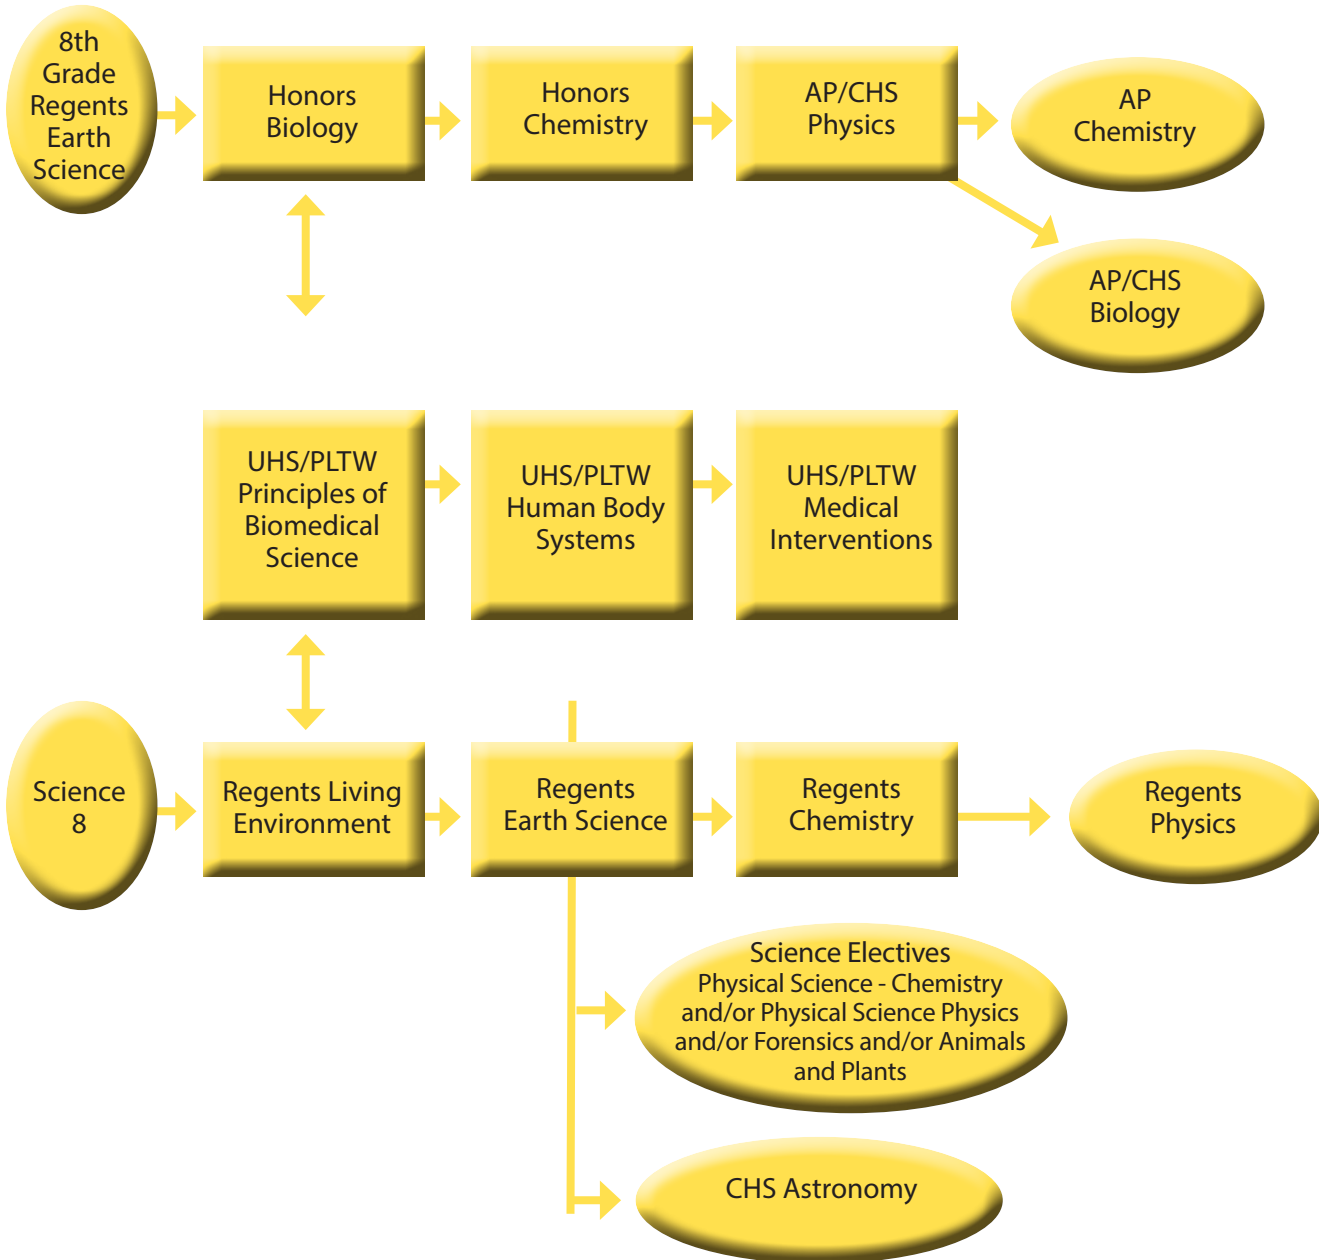 8th
Grade
Regents
Earth
Science
Honors
Biology
Honors
Chemistry
AP/CHS
Physics
AP
Chemistry
AP/CHS
Biology
UHS/PLTW
Principles of
Biomedical
Science
UHS/PLTW
Human Body
Systems
UHS/PLTW
Medical
Interventions
Science
8
Regents Living
Environment
Regents
Earth Science
Regents
Chemistry
Regents
Physics
Science Electives
Physical Science - Chemistry
and/or Physical Science Physics
and/or Forensics and/or Animals
and Plants
CHS Astronomy